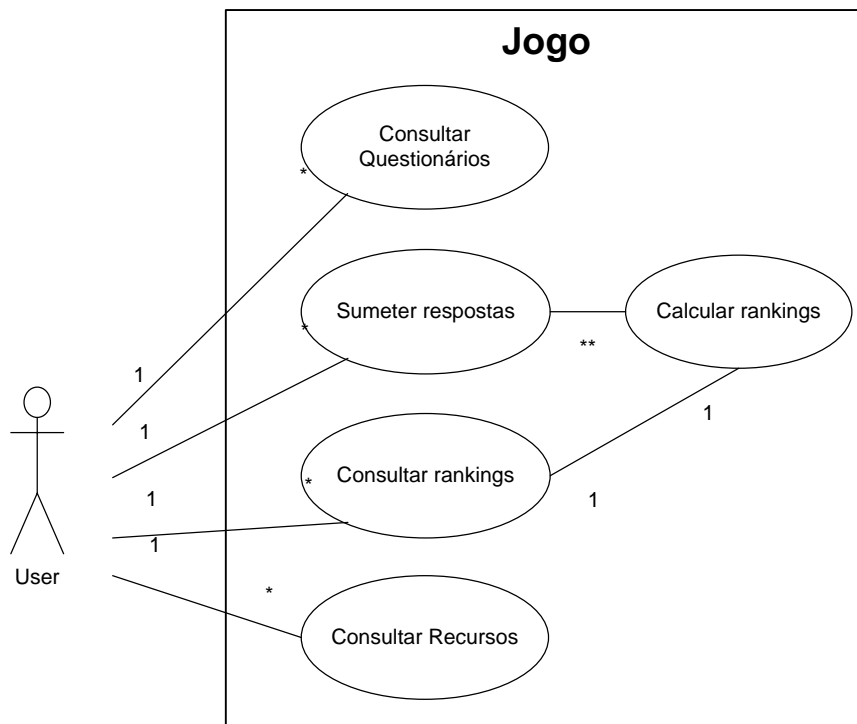 Jogo
Consultar
Questionários
*
Sumeter respostas
Calcular rankings
*
**
1
1
1
Consultar rankings
*
1
1
1
User
*
Consultar Recursos